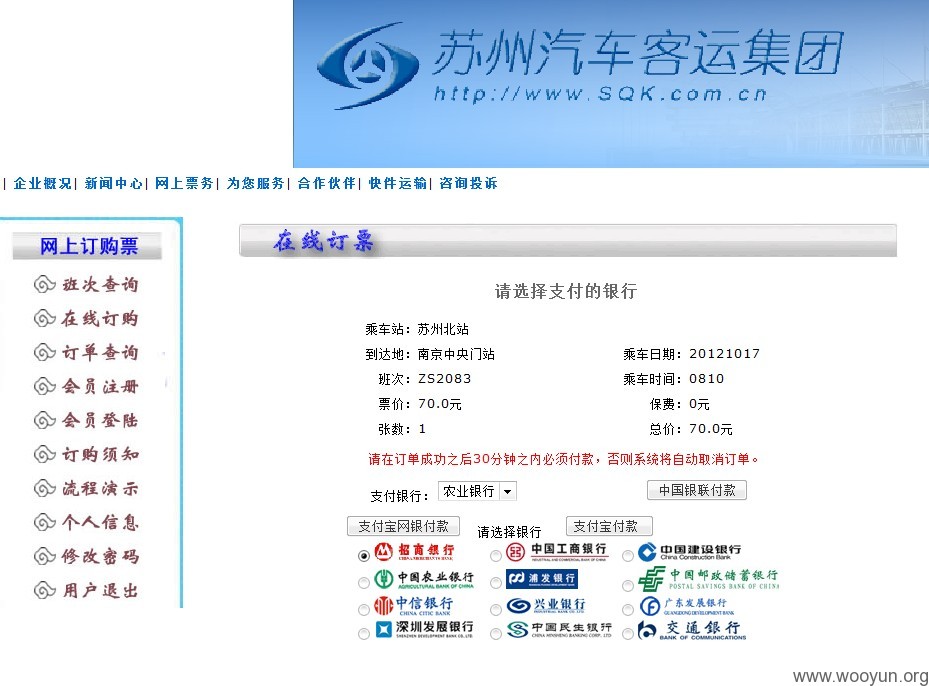 苏州汽车客运集团
http://www.SQK.com.cn
| 企业概况| 新闻中心| 网上票务| 为您服务| 合作伙伴| 快件运输| 咨询投诉
网上订购票
班次查询
在线订购
订单查询
会员注册
会员登陆
订购须知
流程演示
个人信息
修改密码
用户退出
在线订票
请选择支付的银行
乘车站：苏州北站
到达地：南京中央门站 乘车日期：20121017
班次：ZS2083 乘车时间：0810
票价：70.0元 保费：0元
张数：1 总价：70.0元
请在订单成功之后30分钟之内必须付款，否则系统将自动取消订单。
支付银行： 农业银行 中国银联付款
支付宝网银付款 请选择银行 支付宝付款
招商银行 CHINA MERCHANTS BANK 中国工商银行 INDUSTRIAL AND COMMERCIAL BANK OF CHINA 中国建设银行 China Construction Bank
中国农业银行 AGRICULTURAL BANK OF CHINA 浦发银行 中国邮政储蓄银行 POSTAL SAVINGS BANK OF CHINA
中信银行 CHINA CITIC BANK 兴业银行 INDUSTRIAL BANK CO.,LTD. 广东发展银行 GUANGDONG DEVELOPMENT BANK
深圳发展银行 SHENZHEN DEVELOPMENT BANK CO., LTD. 中国民生银行 CHINA MINSHENG BANKING CORP., LTD. 交通银行 BANK OF COMMUNICATIONS
www.wooyun.org